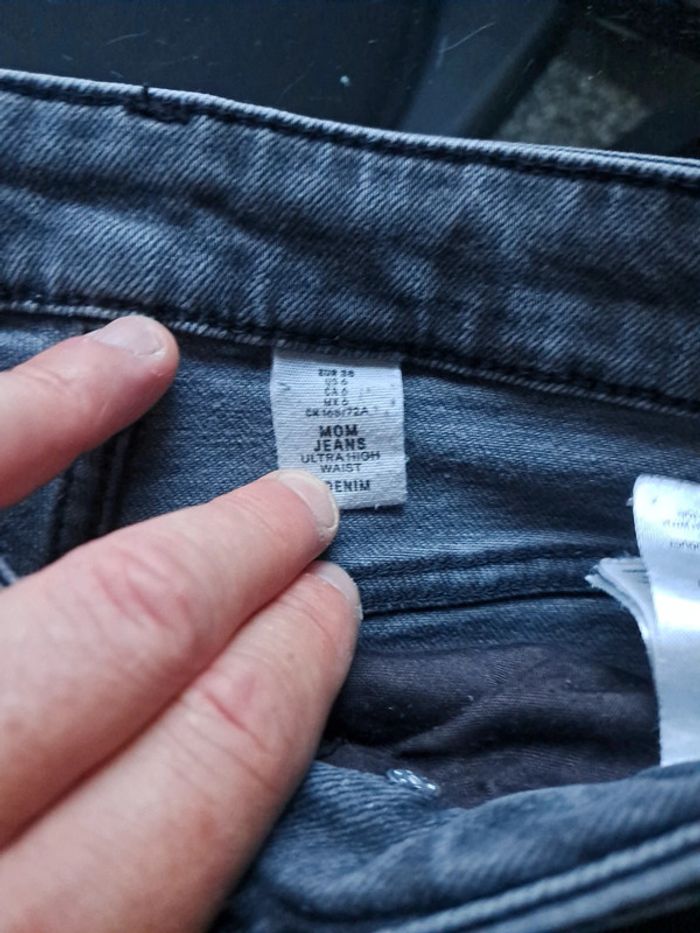 EUR 36
US 6
CA 6
MX 6
CN 165/72A
MOM
JEANS
ULTRA HIGH
WAIST
DENIM